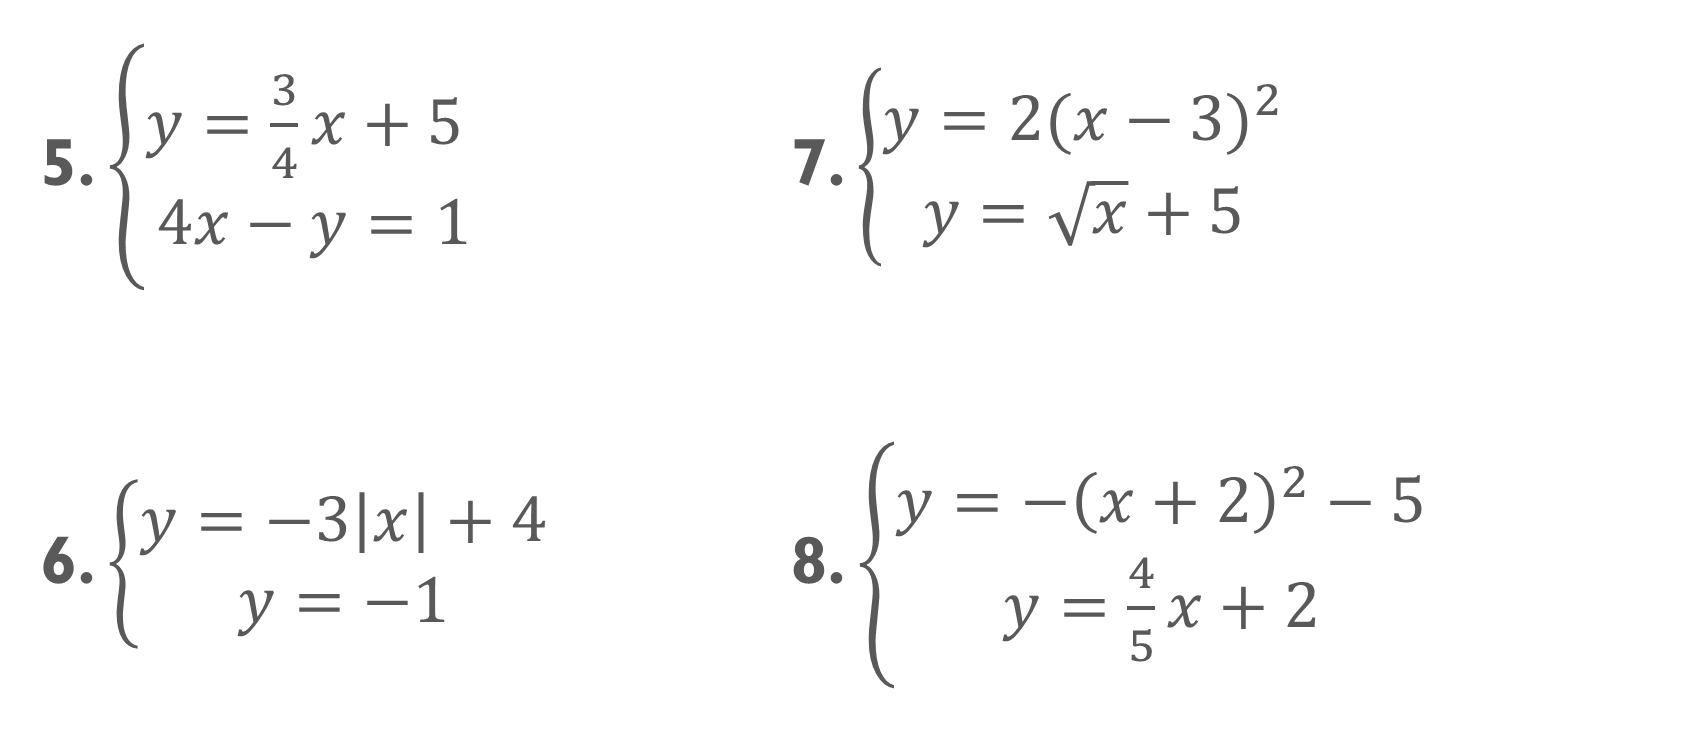 5. { y = 3/4 x + 5
4x − y = 1
7. { y = 2(x − 3)²
y = √x + 5
6. { y = −3|x| + 4
y = −1
8. { y = −(x + 2)² − 5
y = 4/5 x + 2